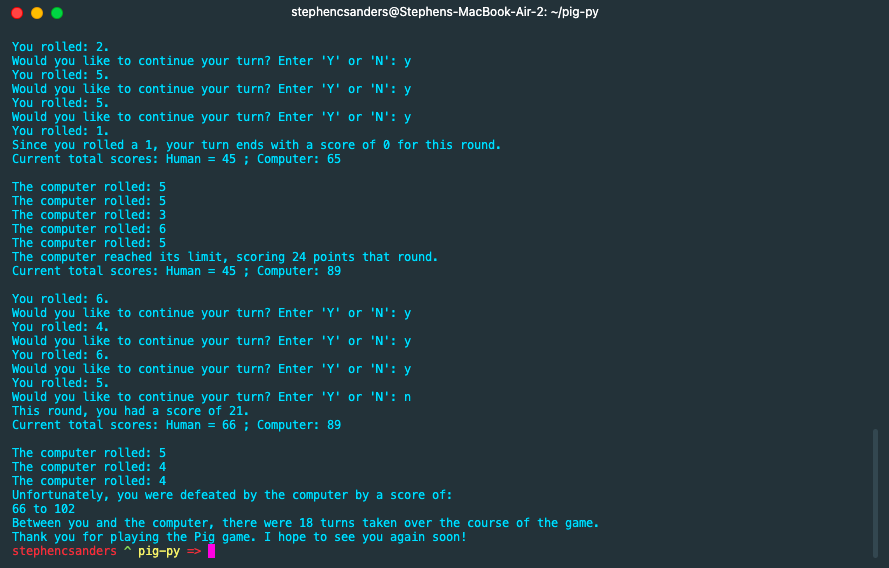 stephencsanders@Stephens-MacBook-Air-2: ~/pig-py
You rolled: 2.
Would you like to continue your turn? Enter 'Y' or 'N': y
You rolled: 5.
Would you like to continue your turn? Enter 'Y' or 'N': y
You rolled: 5.
Would you like to continue your turn? Enter 'Y' or 'N': y
You rolled: 1.
Since you rolled a 1, your turn ends with a score of 0 for this round.
Current total scores: Human = 45 ; Computer: 65
The computer rolled: 5
The computer rolled: 5
The computer rolled: 3
The computer rolled: 6
The computer rolled: 5
The computer reached its limit, scoring 24 points that round.
Current total scores: Human = 45 ; Computer: 89
You rolled: 6.
Would you like to continue your turn? Enter 'Y' or 'N': y
You rolled: 4.
Would you like to continue your turn? Enter 'Y' or 'N': y
You rolled: 6.
Would you like to continue your turn? Enter 'Y' or 'N': y
You rolled: 5.
Would you like to continue your turn? Enter 'Y' or 'N': n
This round, you had a score of 21.
Current total scores: Human = 66 ; Computer: 89
The computer rolled: 5
The computer rolled: 4
The computer rolled: 4
Unfortunately, you were defeated by the computer by a score of:
66 to 102
Between you and the computer, there were 18 turns taken over the course of the game.
Thank you for playing the Pig game. I hope to see you again soon!
stephencsanders ^ pig-py =>